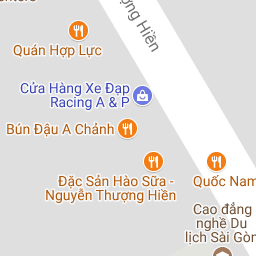 Hiền
Quán Hợp Lực
Cửa Hàng Xe Đạp
Racing A & P
Bún Đậu A Chảnh
Đặc Sản Hào Sữa -
Nguyễn Thượng Hiền
Quốc Nam
Cao đẳng
nghề Du
lịch Sài Gòn